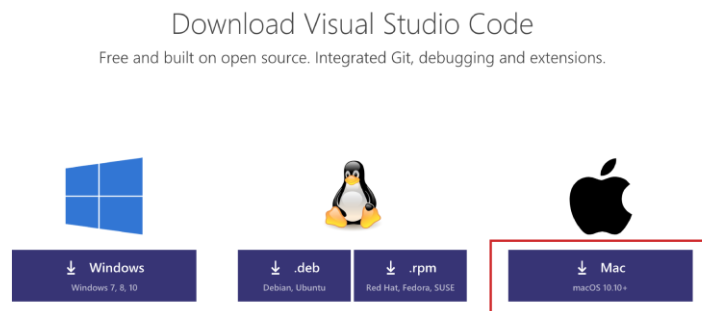 Download Visual Studio Code
Free and built on open source. Integrated Git, debugging and extensions.
Windows
Windows 7, 8, 10
.deb
Debian, Ubuntu
.rpm
Red Hat, Fedora, SUSE
Mac
macOS 10.10+